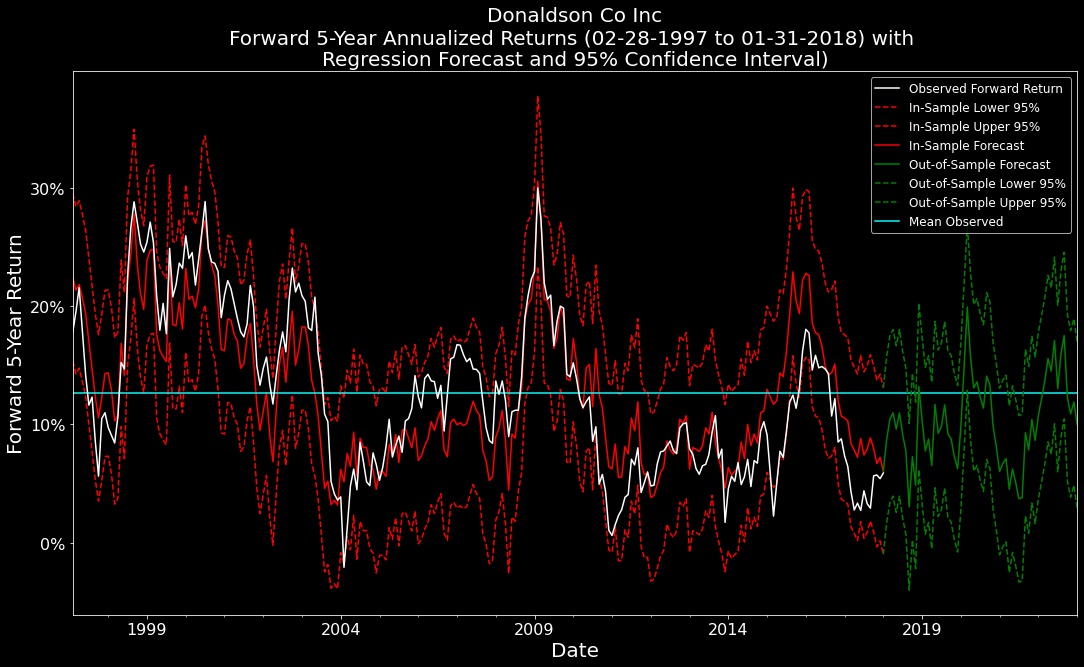 Donaldson Co Inc
Forward 5-Year Annualized Returns (02-28-1997 to 01-31-2018) with
Regression Forecast and 95% Confidence Interval)
Observed Forward Return
In-Sample Lower 95%
In-Sample Upper 95%
In-Sample Forecast
Out-of-Sample Forecast
Out-of-Sample Lower 95%
Out-of-Sample Upper 95%
Mean Observed
Forward 5-Year Return
30%
20%
10%
0%
1999
2004
2009
2014
2019
Date